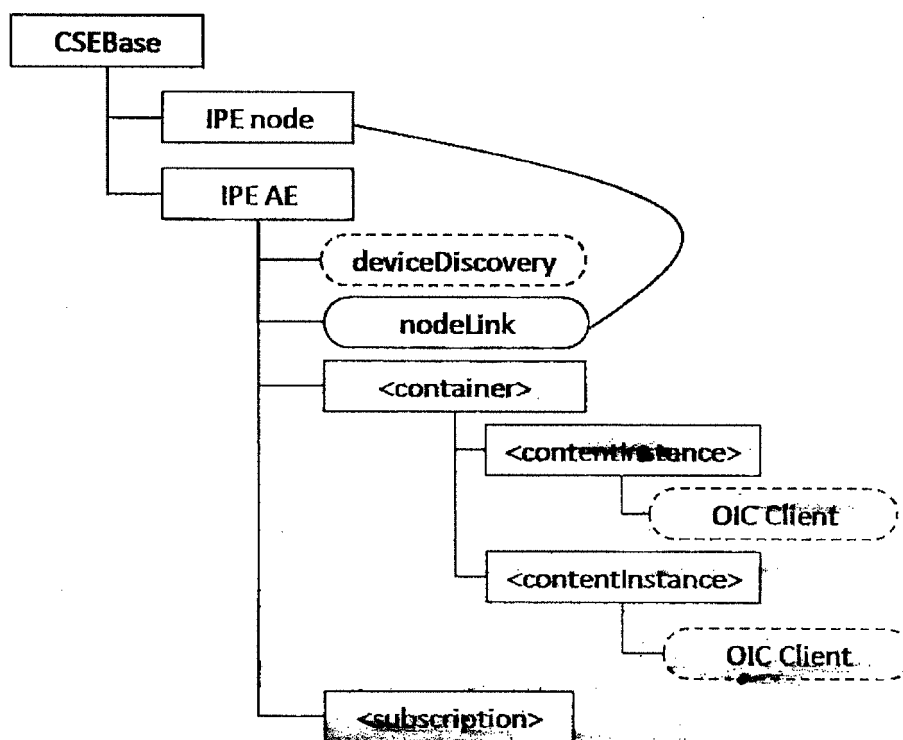 CSEBase
IPE node
IPE AE
deviceDiscovery
nodeLink
<container>
<contentInstance>
OIC Client
<contentInstance>
OIC Client
<subscription>